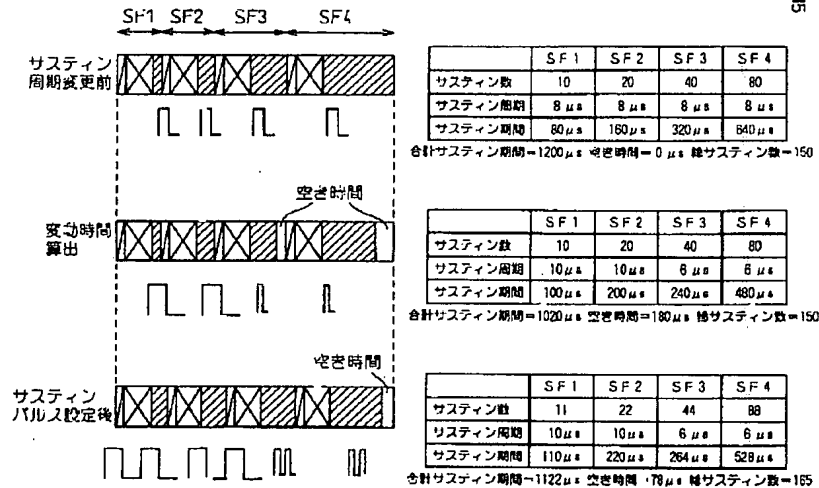 15
SF1 SF2 SF3 SF4
サスティン
周期変更前
SF1 SF2 SF3 SF4
サスティン数 10 20 40 80
サスティン周期 8μs 8μs 8μs 8μs
サスティン期間 80μs 160μs 320μs 640μs
合計サスティン期間=1200μs 空き時間=0μs 総サスティン数=150
空き時間
変動時間
算出
SF1 SF2 SF3 SF4
サスティン数 10 20 40 80
サスティン周期 10μs 10μs 6μs 6μs
サスティン期間 100μs 200μs 240μs 480μs
合計サスティン期間=1020μs 空き時間=180μs 総サスティン数=150
空き時間
サスティン
パルス設定後
SF1 SF2 SF3 SF4
サスティン数 11 22 44 88
サスティン周期 10μs 10μs 6μs 6μs
サスティン期間 110μs 220μs 264μs 528μs
合計サスティン期間=1122μs 空き時間=78μs 総サスティン数=165